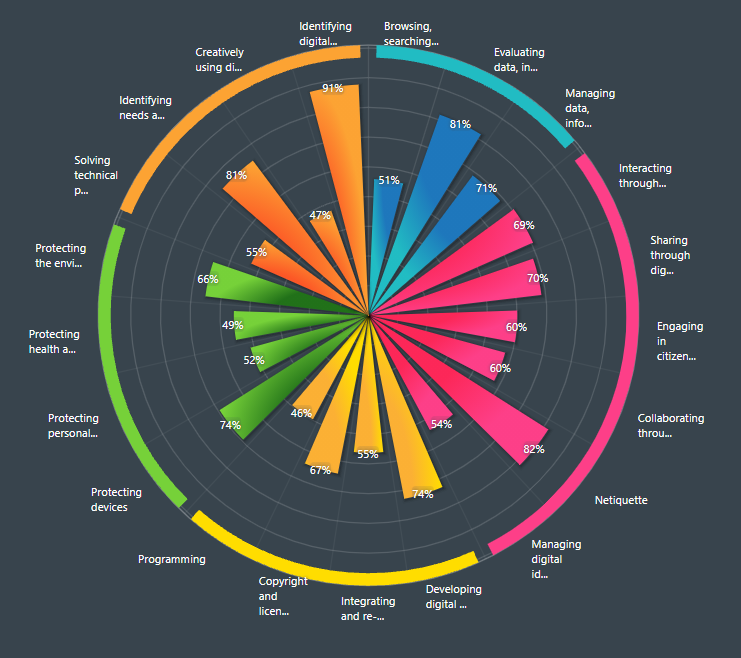 Identifying
digital...
Browsing,
searching...
Evaluating
data, in...
Managing
data,
info...
Interacting
through...
Sharing
through
dig...
Engaging
in
citizen...
Collaborating
throu...
Netiquette
Managing
digital
id...
Developing
digital ...
Integrating
and re-...
Copyright
and
licen...
Programming
Protecting
devices
Protecting
personal...
Protecting
health a...
Protecting
the envi...
Solving
technical
p...
Identifying
needs a...
Creatively
using di...
91%
51%
81%
71%
69%
70%
60%
60%
82%
54%
74%
55%
67%
46%
74%
52%
49%
66%
55%
81%
47%